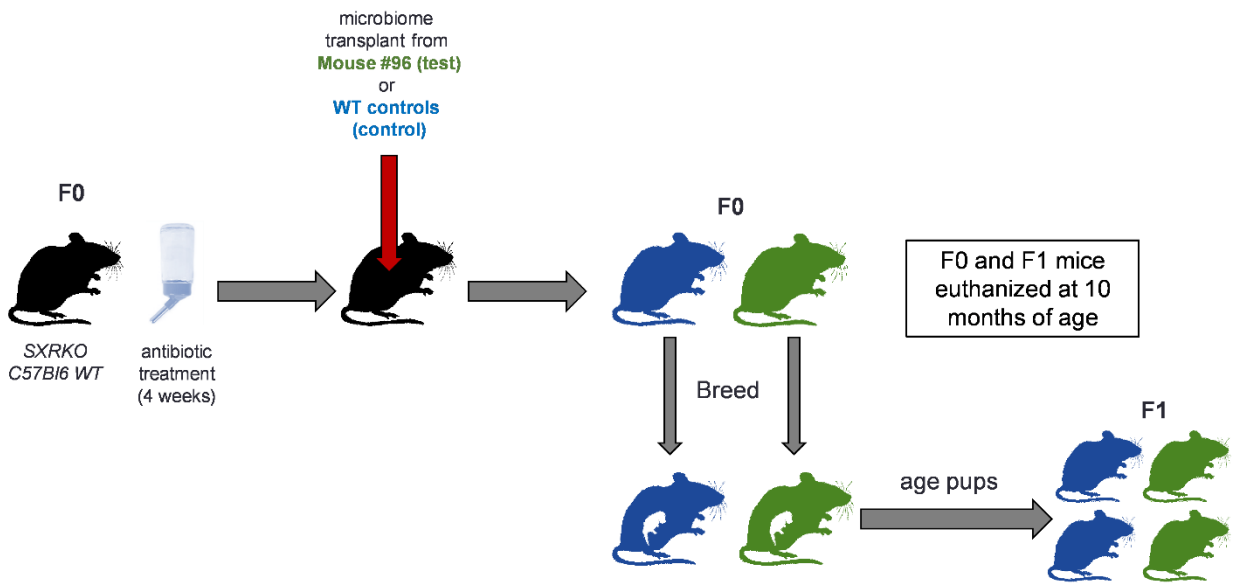 microbiome
transplant from
Mouse #96 (test)
or
WT controls
(control)
F0
SXRKO
C57Bl6 WT
antibiotic
treatment
(4 weeks)
F0
F0 and F1 mice
euthanized at 10
months of age
Breed
age pups
F1